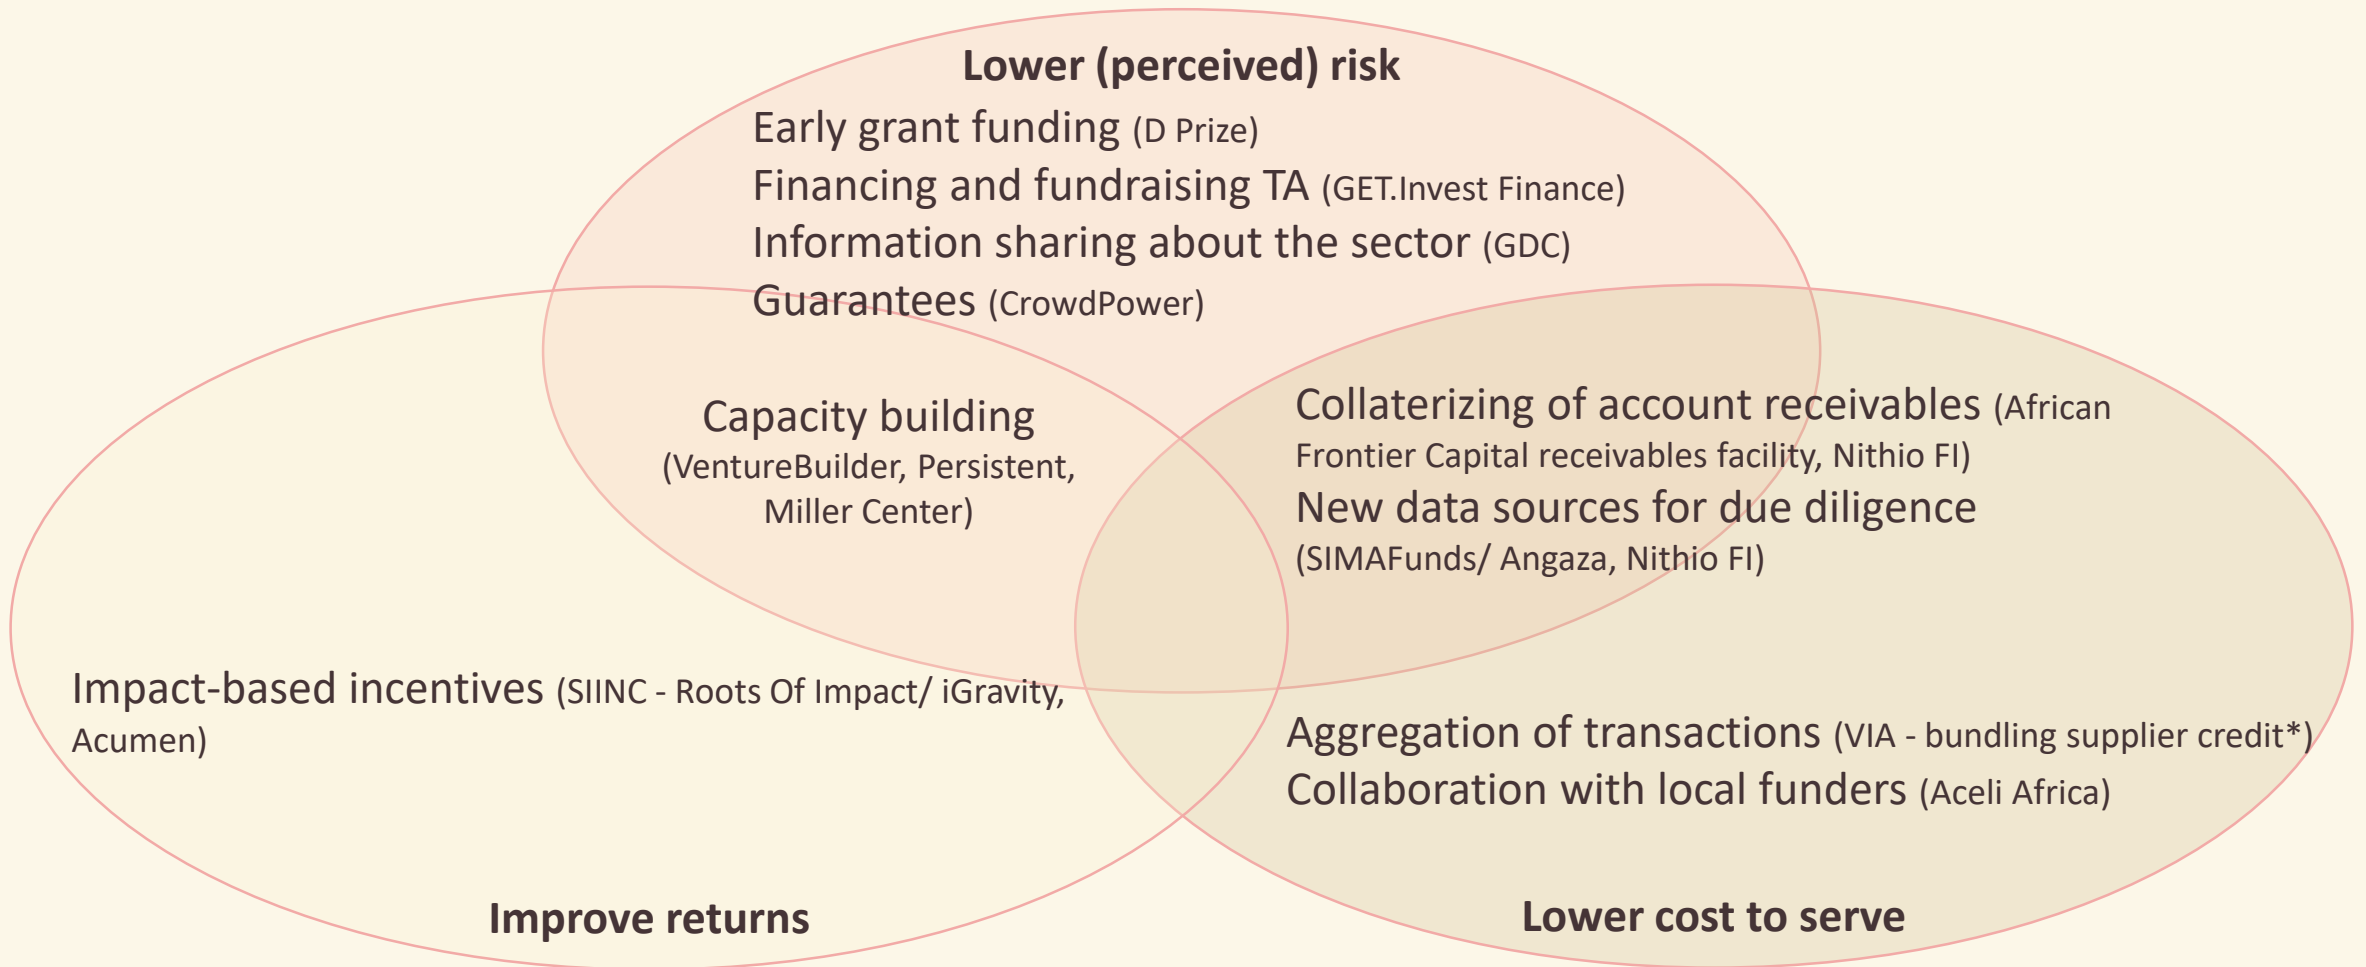 Lower (perceived) risk
Early grant funding (D Prize)
Financing and fundraising TA (GET.Invest Finance)
Information sharing about the sector (GDC)
Guarantees (CrowdPower)
Capacity building
(VentureBuilder, Persistent,
Miller Center)
Collaterizing of account receivables (African
Frontier Capital receivables facility, Nithio FI)
New data sources for due diligence
(SIMAFunds/ Angaza, Nithio FI)
Impact-based incentives (SIINC - Roots Of Impact/ iGravity,
Acumen)
Aggregation of transactions (VIA - bundling supplier credit*)
Collaboration with local funders (Aceli Africa)
Improve returns
Lower cost to serve